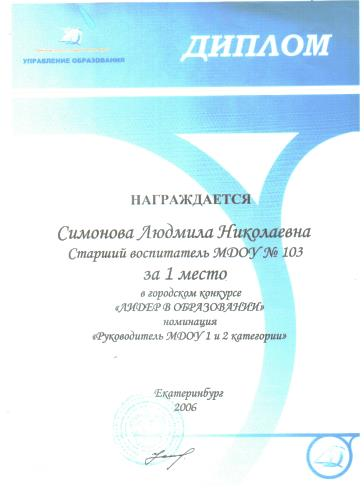 УПРАВЛЕНИЕ ОБРАЗОВАНИЯ
ДИПЛОМ
НАГРАЖДАЕТСЯ
Симонова Людмила Николаевна
Старший воспитатель МДОУ № 103
за 1 место
в городском конкурсе
«ЛИДЕР В ОБРАЗОВАНИИ»
номинация
«Руководитель МДОУ 1 и 2 категории»
Екатеринбург
2006